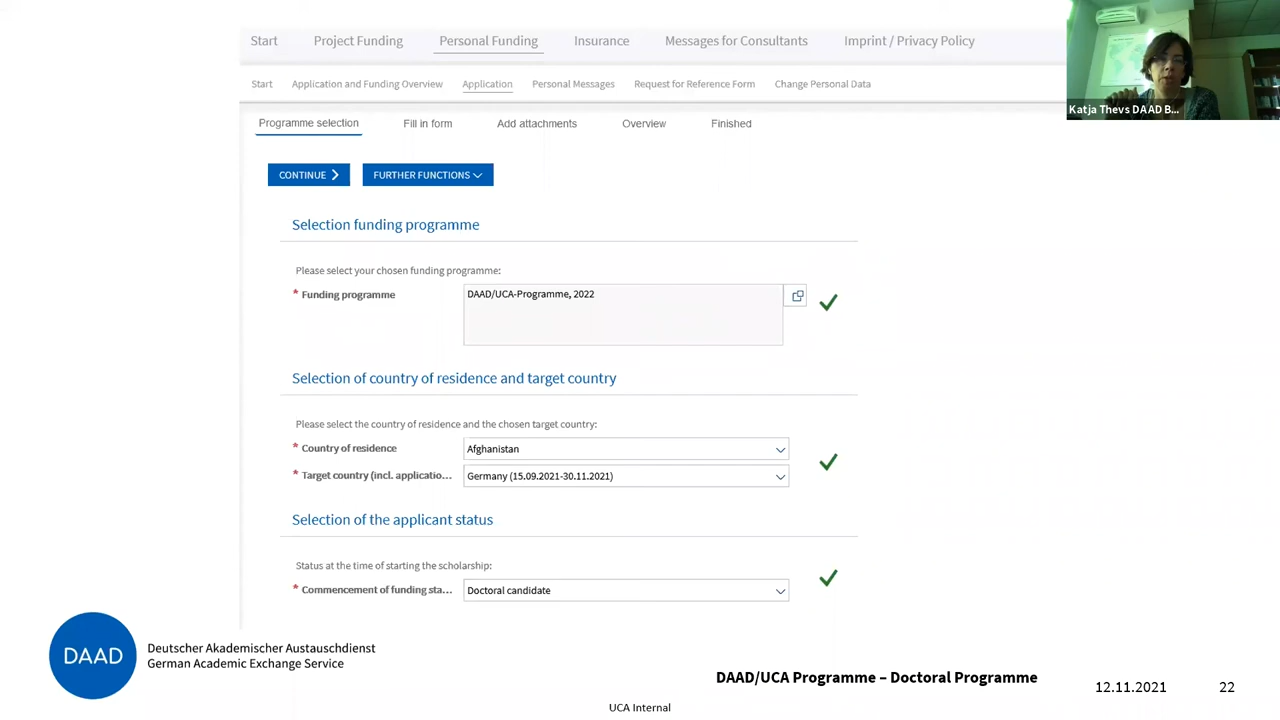 Start Project Funding Personal Funding Insurance Messages for Consultants Imprint / Privacy Policy
Start Application and Funding Overview Application Personal Messages Request for Reference Form Change Personal Data
Programme selection Fill in form Add attachments Overview Finished
CONTINUE FURTHER FUNCTIONS
Selection funding programme
Please select your chosen funding programme:
* Funding programme DAAD/UCA-Programme, 2022
Selection of country of residence and target country
Please select the country of residence and the chosen target country:
* Country of residence Afghanistan
* Target country (incl. applicatio... Germany (15.09.2021-30.11.2021)
Selection of the applicant status
Status at the time of starting the scholarship:
* Commencement of funding sta... Doctoral candidate
Katja Thevs DAAD B...
DAAD
Deutscher Akademischer Austauschdienst
German Academic Exchange Service
DAAD/UCA Programme – Doctoral Programme
12.11.2021 22
UCA Internal